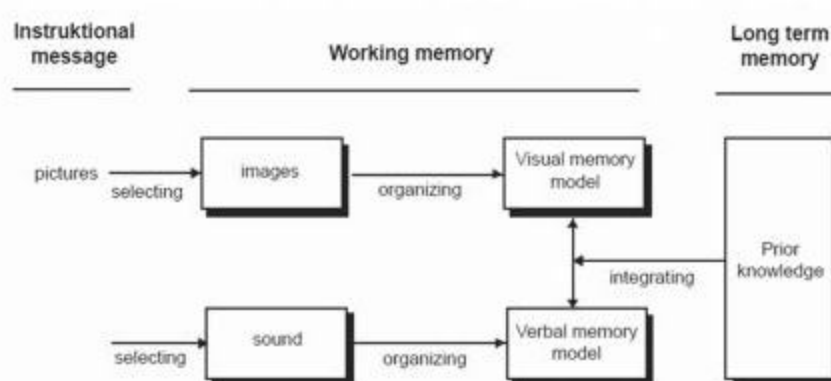 Instruktional
message
Working memory
Long term
memory
pictures
selecting
images
organizing
Visual memory
model
Prior
knowledge
integrating
selecting
sound
organizing
Verbal memory
model